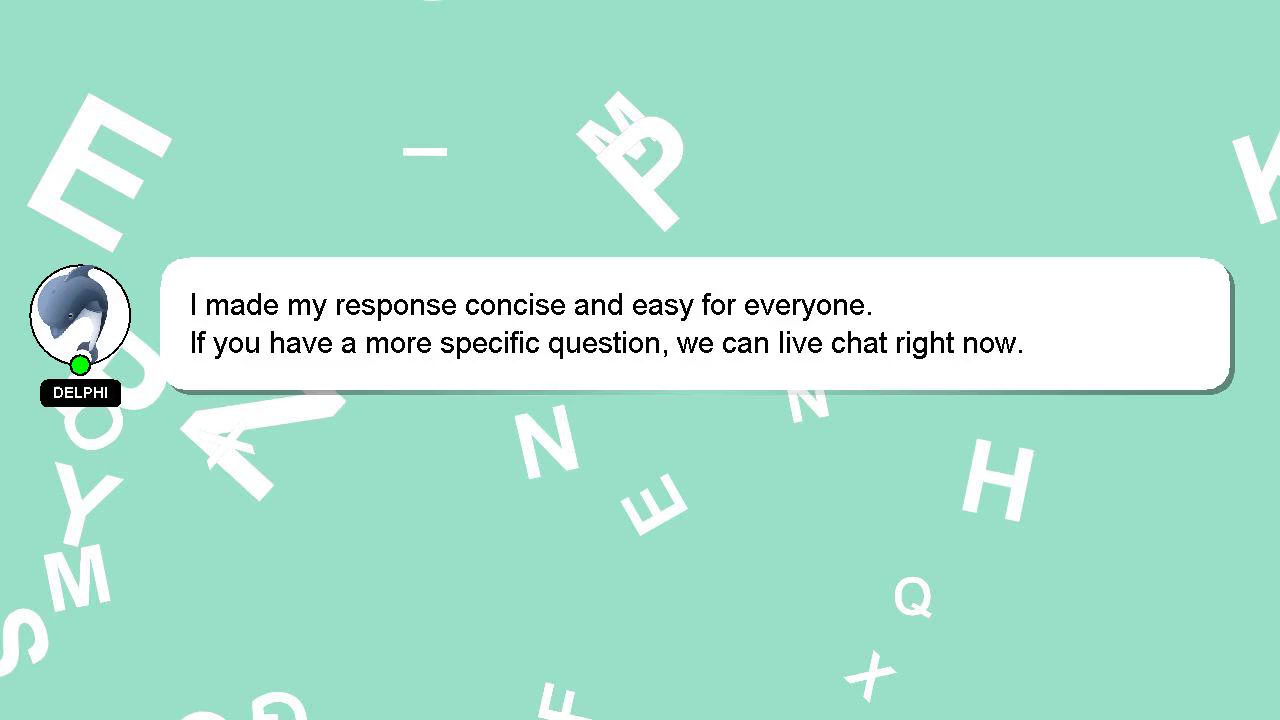 I made my response concise and easy for everyone.
If you have a more specific question, we can live chat right now.
DELPHI
E
M
P
K
N
N
E
H
Y
M
S
Q
X
G
F